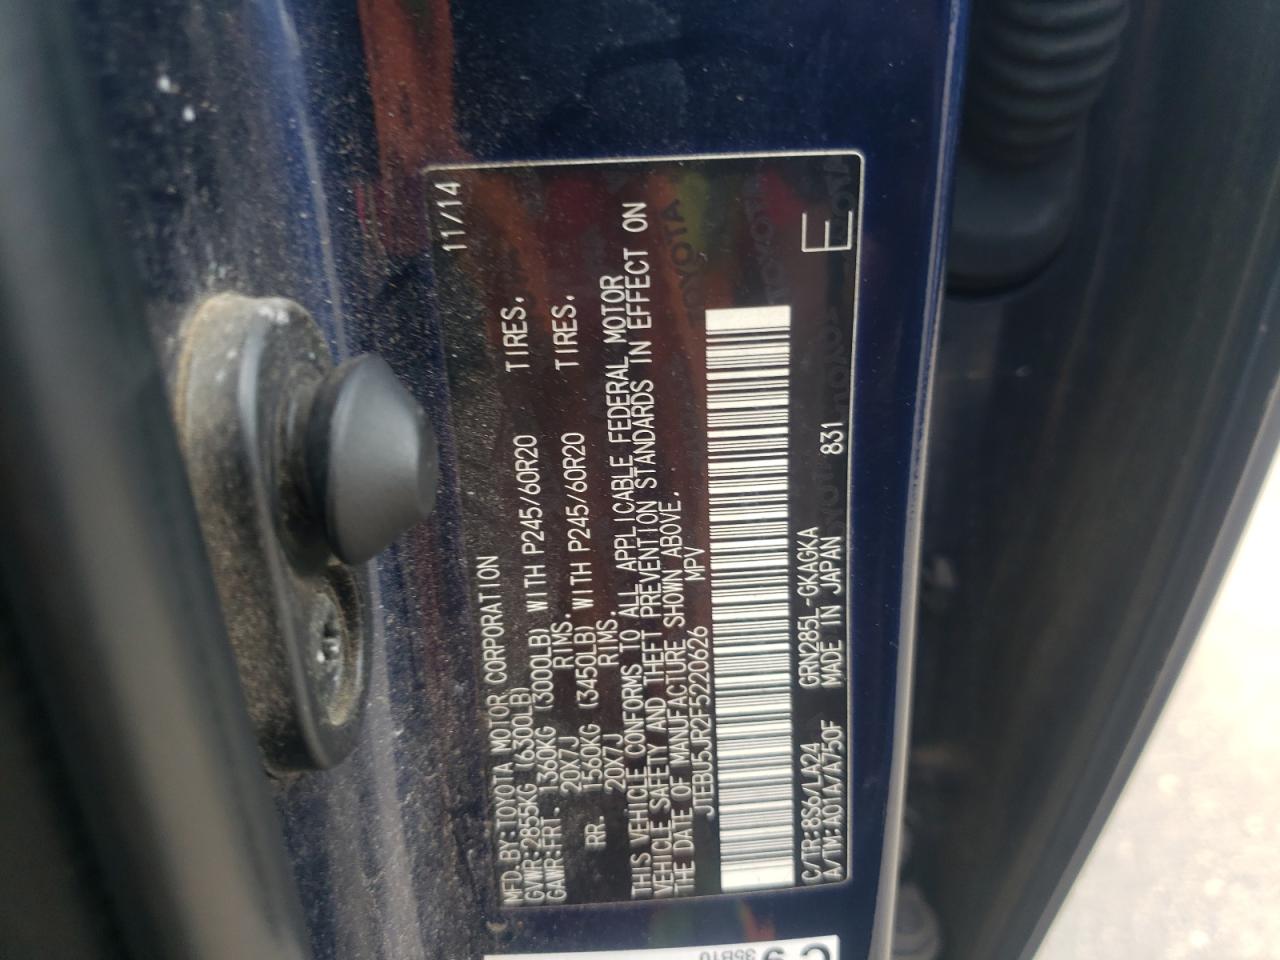 MFD.BY:TOYOTA MOTOR CORPORATION 11/14
GVWR:2855KG (6300LB)
GAWR:FRT. 1360KG (3000LB) WITH P245/60R20 TIRES.
20X7J RIMS.
RR. 1560KG (3450LB) WITH P245/60R20 TIRES.
20X7J RIMS.
THIS VEHICLE CONFORMS TO ALL APPLICABLE FEDERAL MOTOR
VEHICLE SAFETY AND THEFT PREVENTION STANDARDS IN EFFECT ON
THE DATE OF MANUFACTURE SHOWN ABOVE.
JTEBU5JR2F5220626 MPV
C/TR:8S6/LA24 GRN285L-GKAGKA
A/TM:A01A/A750F MADE IN JAPAN 831
E
TOYOTA
35B10